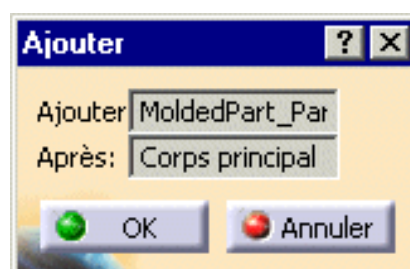 Ajouter ? X
Ajouter MoldedPart_Par
Après: Corps principal
OK Annuler